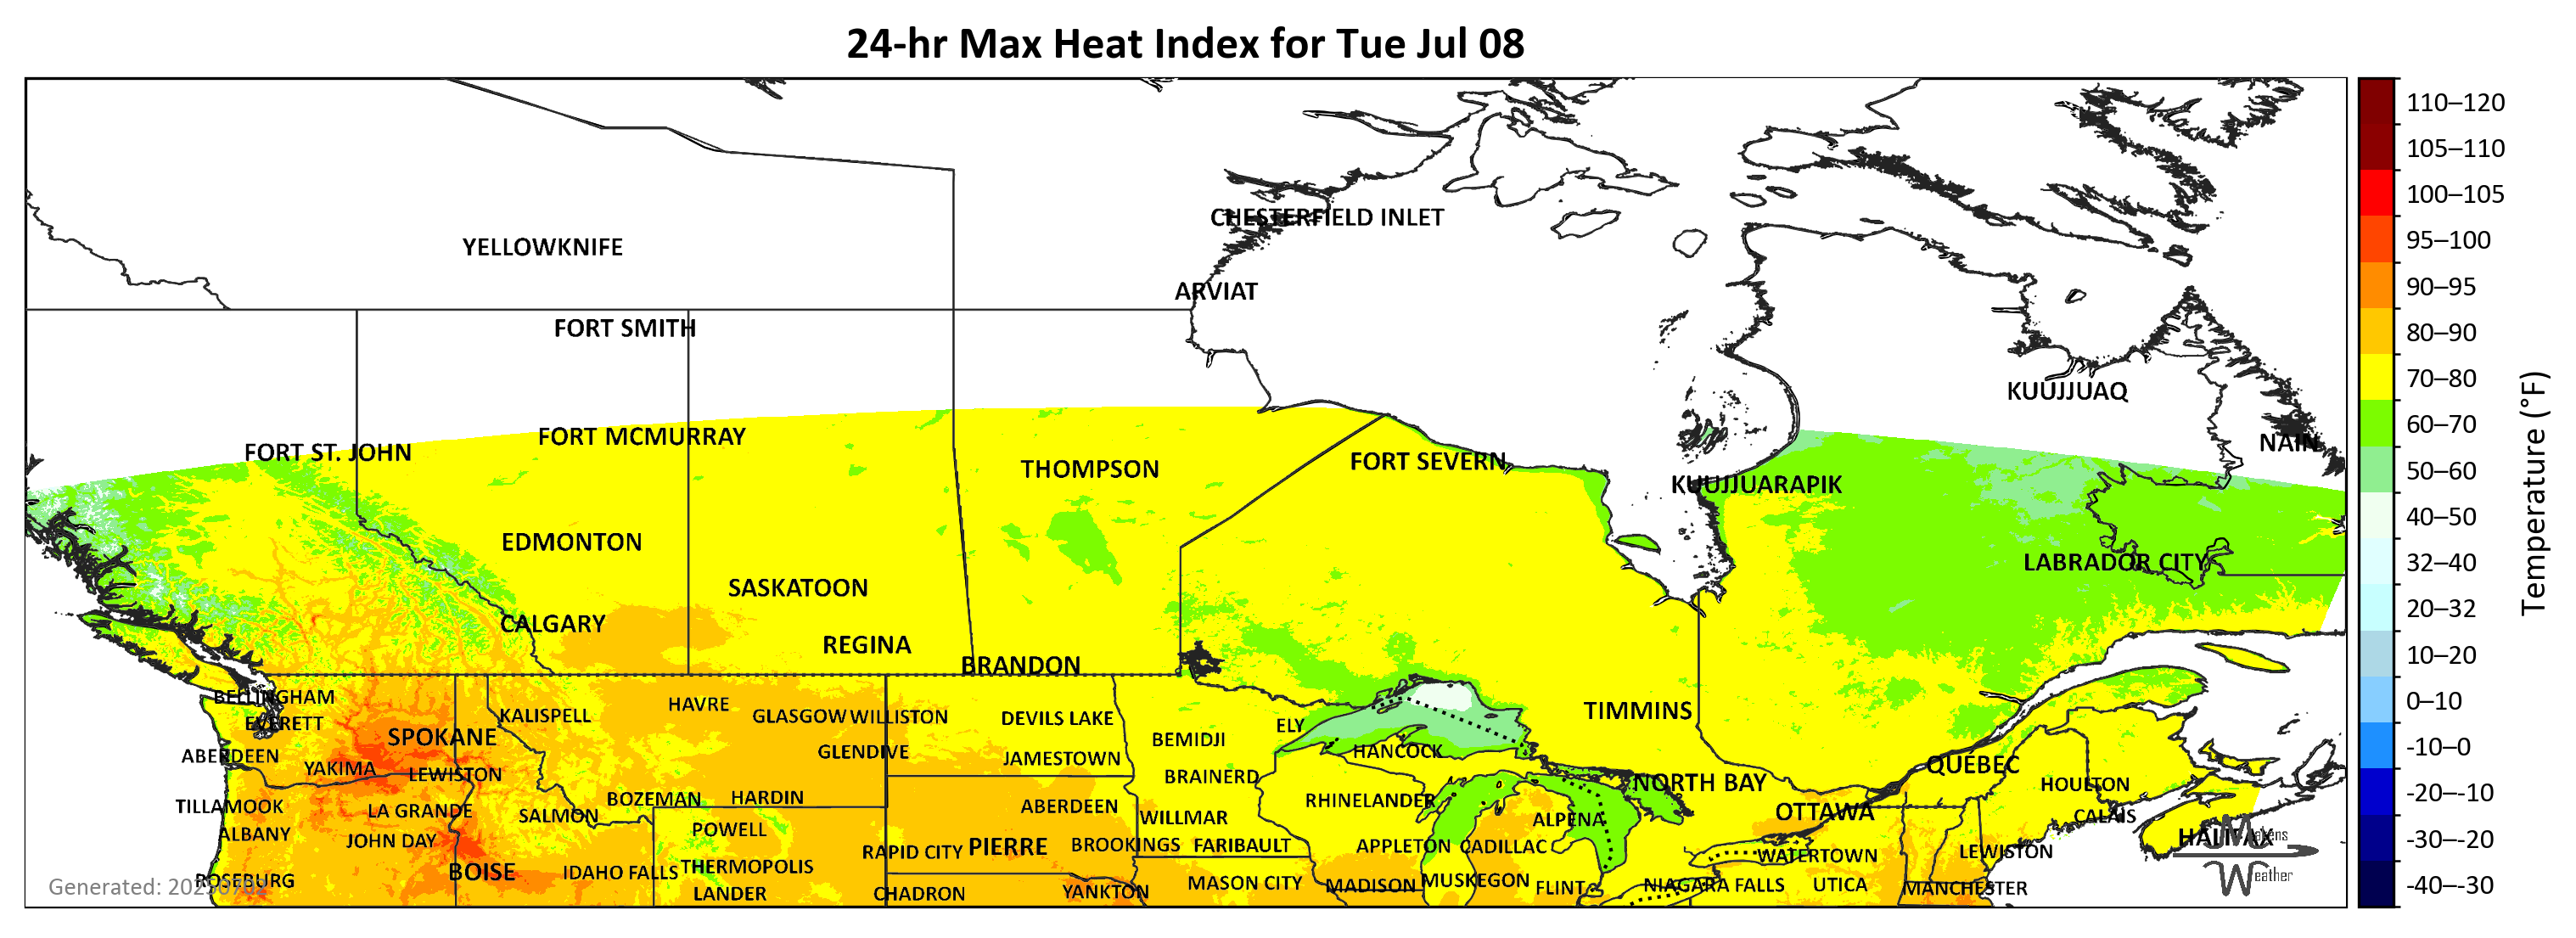 24-hr Max Heat Index for Tue Jul 08
CHESTERFIELD INLET
YELLOWKNIFE
ARVIAT
FORT SMITH
KUUJJUAQ
FORT MCMURRAY
NAIN
FORT ST. JOHN
FORT SEVERN
THOMPSON
KUUJJUARAPIK
EDMONTON
LABRADOR CITY
SASKATOON
CALGARY
REGINA
BRANDON
BELLINGHAM
HAVRE
TIMMINS
KALISPELL
GLASGOW WILLISTON
DEVILS LAKE
EVERETT
ELY
SPOKANE
BEMIDJI
GLENDIVE
HANCOCK
ABERDEEN
JAMESTOWN
QUÉBEC
YAKIMA
LEWISTON
BRAINERD
NORTH BAY
HOULTON
BOZEMAN
HARDIN
RHINELANDER
TILLAMOOK
ABERDEEN
LA GRANDE
OTTAWA
SALMON
CALAIS
WILLMAR
ALPENA
POWELL
ALBANY
HALIFAX
Makens
JOHN DAY
BROOKINGS
FARIBAULT
APPLETON
CADILLAC
PIERRE
RAPID CITY
LEWISTON
WATERTOWN
THERMOPOLIS
BOISE
IDAHO FALLS
Weather
ROSEBURG
MUSKEGON
MASON CITY
MADISON
NIAGARA FALLS
UTICA
FLINT
MANCHESTER
LANDER
CHADRON
YANKTON
110–120
105–110
100–105
95–100
90–95
80–90
70–80
60–70
50–60
40–50
32–40
20–32
10–20
0–10
-10–0
-20–-10
-30–-20
-40–-30
Temperature (°F)